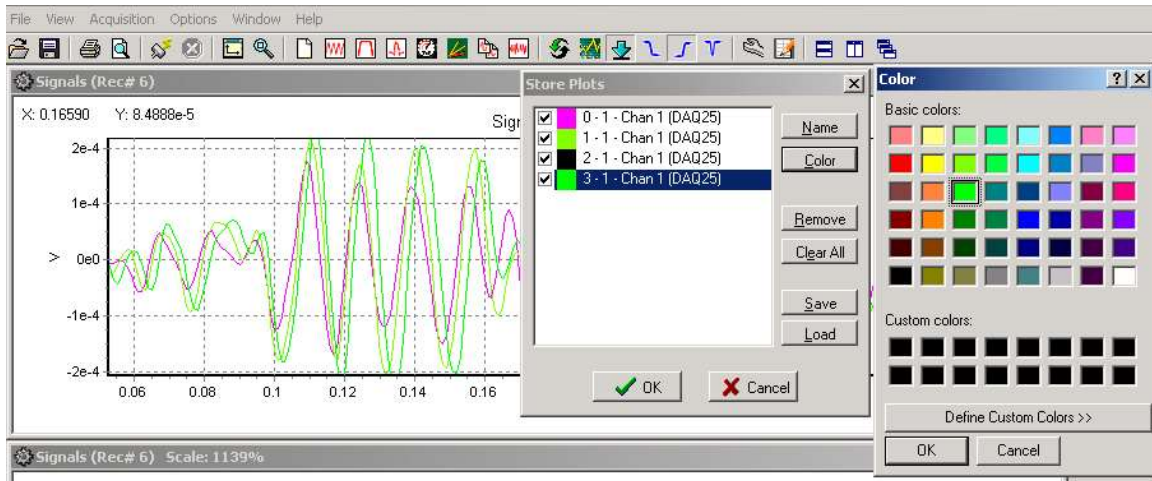 File View Acquisition Options Window Help
Signals (Rec# 6)
X: 0.16590 Y: 8.4888e-5
Sigr
2e-4
1e-4
0e0
-1e-4
-2e-4
V
0.06 0.08 0.1 0.12 0.14 0.16
Store Plots
0 - 1 - Chan 1 (DAQ25)
1 - 1 - Chan 1 (DAQ25)
2 - 1 - Chan 1 (DAQ25)
3 - 1 - Chan 1 (DAQ25)
Name
Color
Remove
Clear All
Save
Load
OK Cancel
Color
Basic colors:
Custom colors:
Define Custom Colors >>
OK Cancel
Signals (Rec# 6) Scale: 1139%